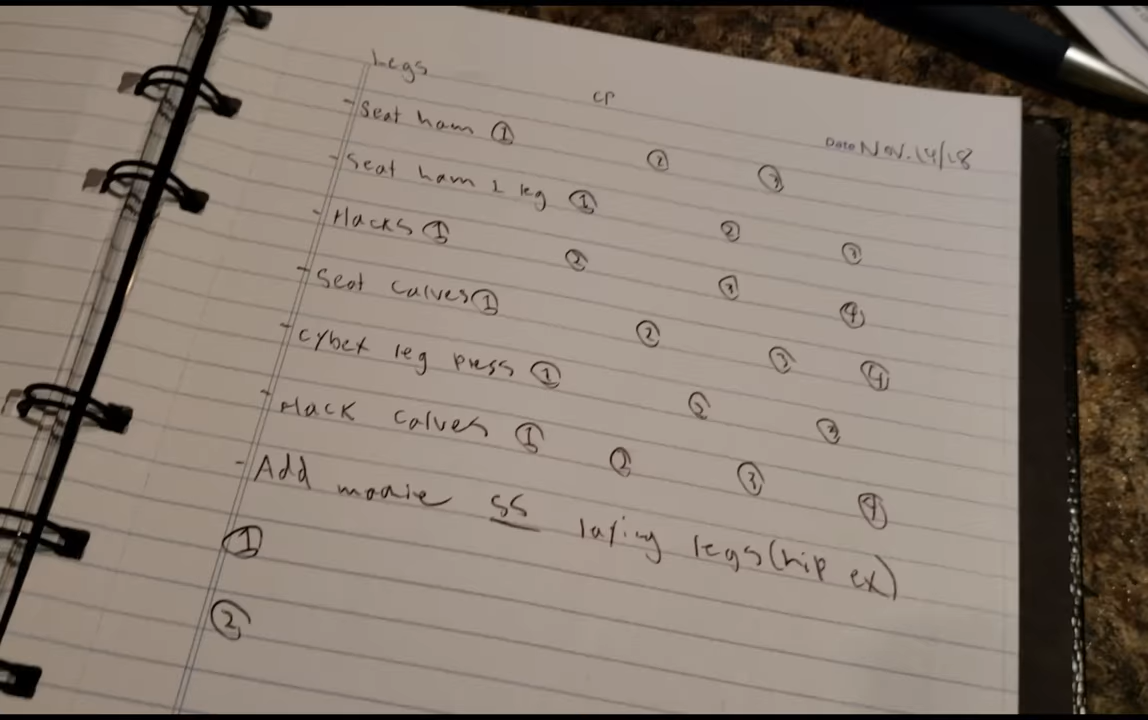 Legs
CP
Date Nov. 14/18
- Seat ham ① ② ③
- Seat ham 1 leg ① ② ③
- Hacks ① ② ③ ④
- Seat calves ① ② ③ ④
- Cybex leg press ① ② ③
- Hack calves ① ② ③ ④
- Add SS laying legs (hip ex)
①
②